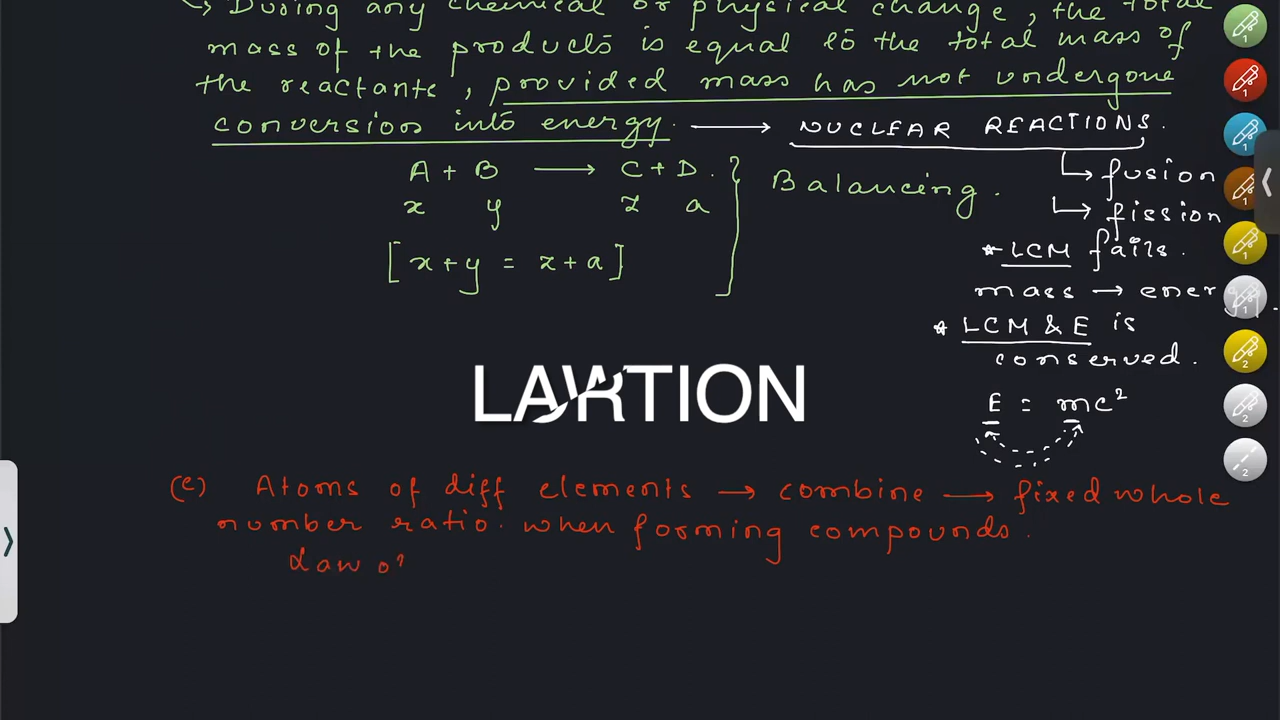 ↳ During any chemical or physical change, the total
mass of the products is equal to the total mass of
the reactants, provided mass has not undergone
conversion into energy. → NUCLEAR REACTIONS.
↳ fusion
↳ fission
A + B → C + D.
x y z a
[x+y = z+a]
Balancing.
* LCM fails.
mass → ener
* LCM & E is
conserved.
E = mc²
(e) Atoms of diff elements → combine → fixed whole
number ratio. when forming compounds.
Law o